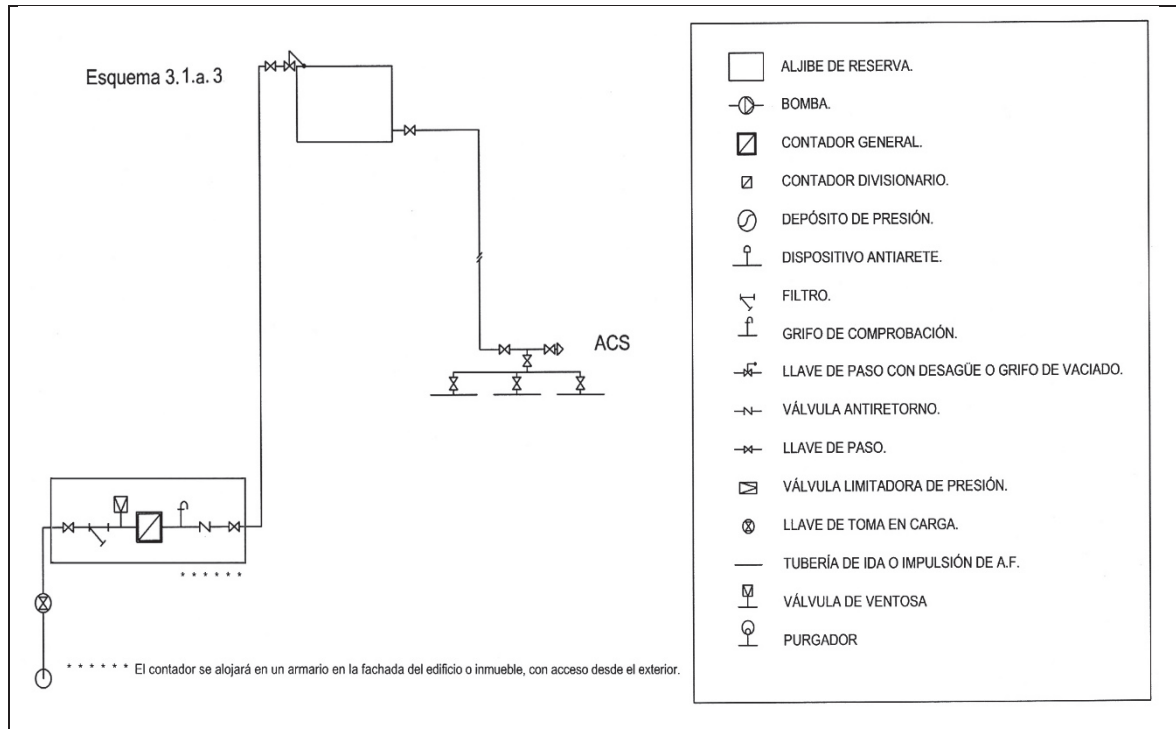 Esquema 3.1.a. 3
ACS
* * * * * *
* * * * * * El contador se alojará en un armario en la fachada del edificio o inmueble, con acceso desde el exterior.
ALJIBE DE RESERVA.
BOMBA.
CONTADOR GENERAL.
CONTADOR DIVISIONARIO.
DEPÓSITO DE PRESIÓN.
DISPOSITIVO ANTIARETE.
FILTRO.
GRIFO DE COMPROBACIÓN.
LLAVE DE PASO CON DESAGÜE O GRIFO DE VACIADO.
VÁLVULA ANTIRETORNO.
LLAVE DE PASO.
VÁLVULA LIMITADORA DE PRESIÓN.
LLAVE DE TOMA EN CARGA.
TUBERÍA DE IDA O IMPULSIÓN DE A.F.
VÁLVULA DE VENTOSA
PURGADOR